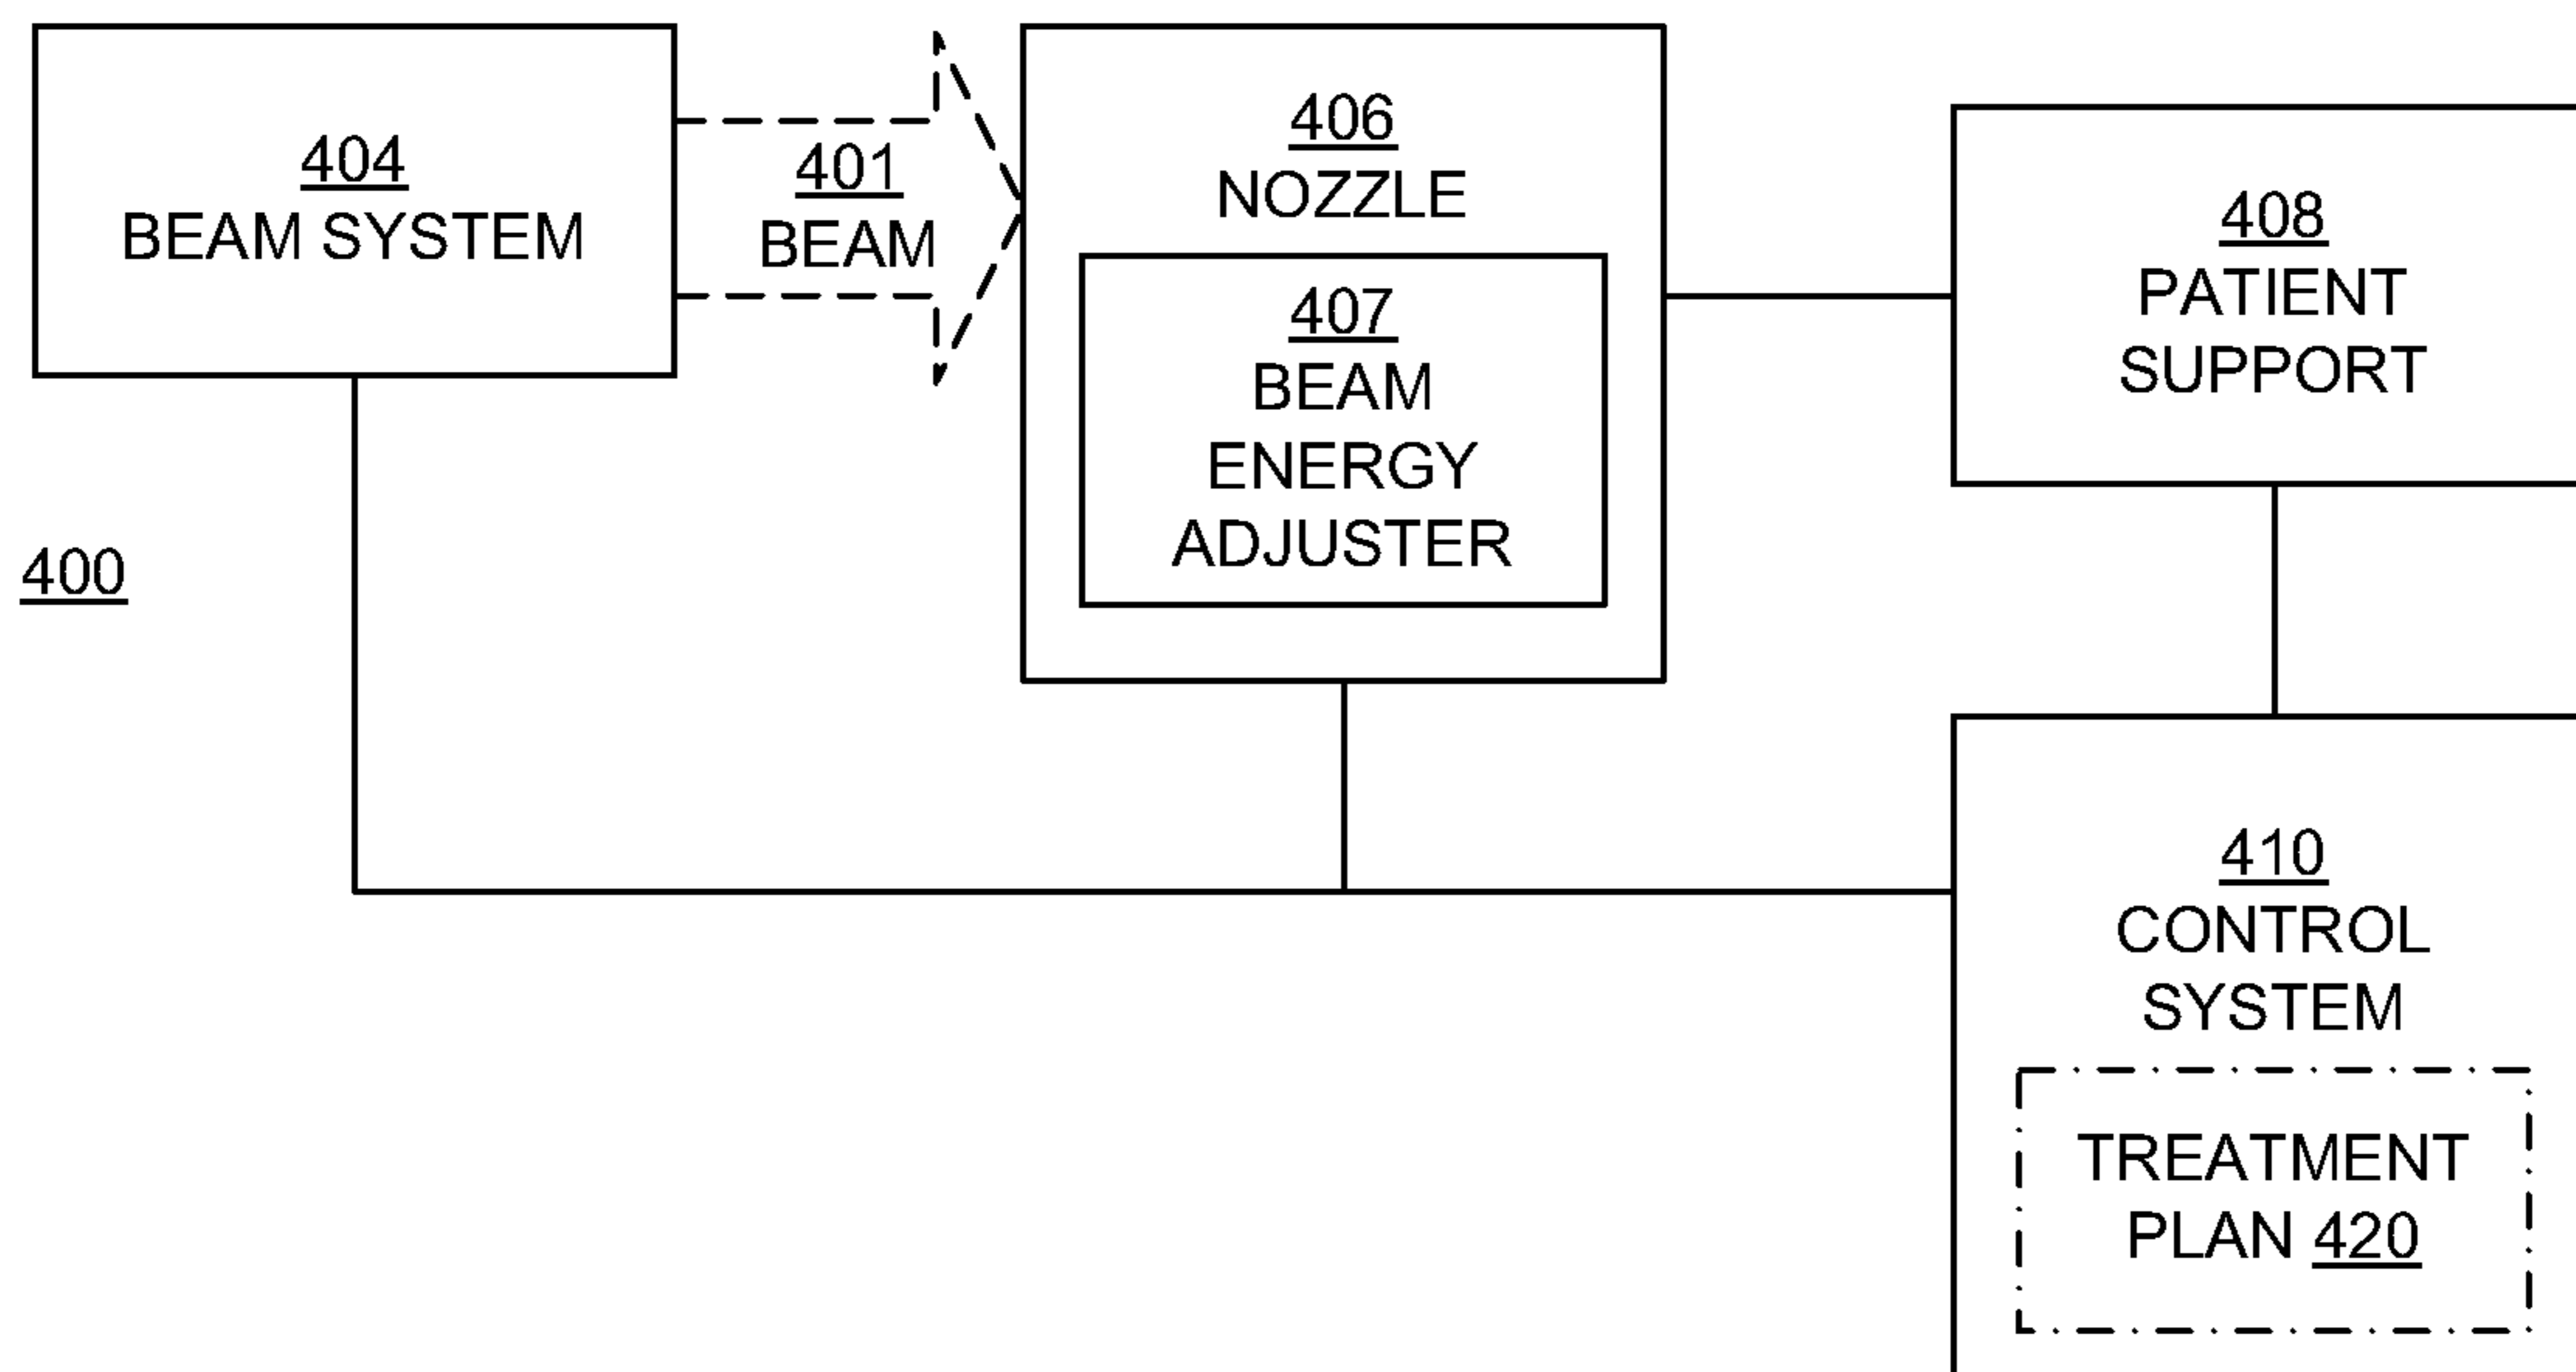 404
BEAM SYSTEM
401
BEAM
406
NOZZLE
407
BEAM
ENERGY
ADJUSTER
408
PATIENT
SUPPORT
400
410
CONTROL
SYSTEM
TREATMENT
PLAN 420